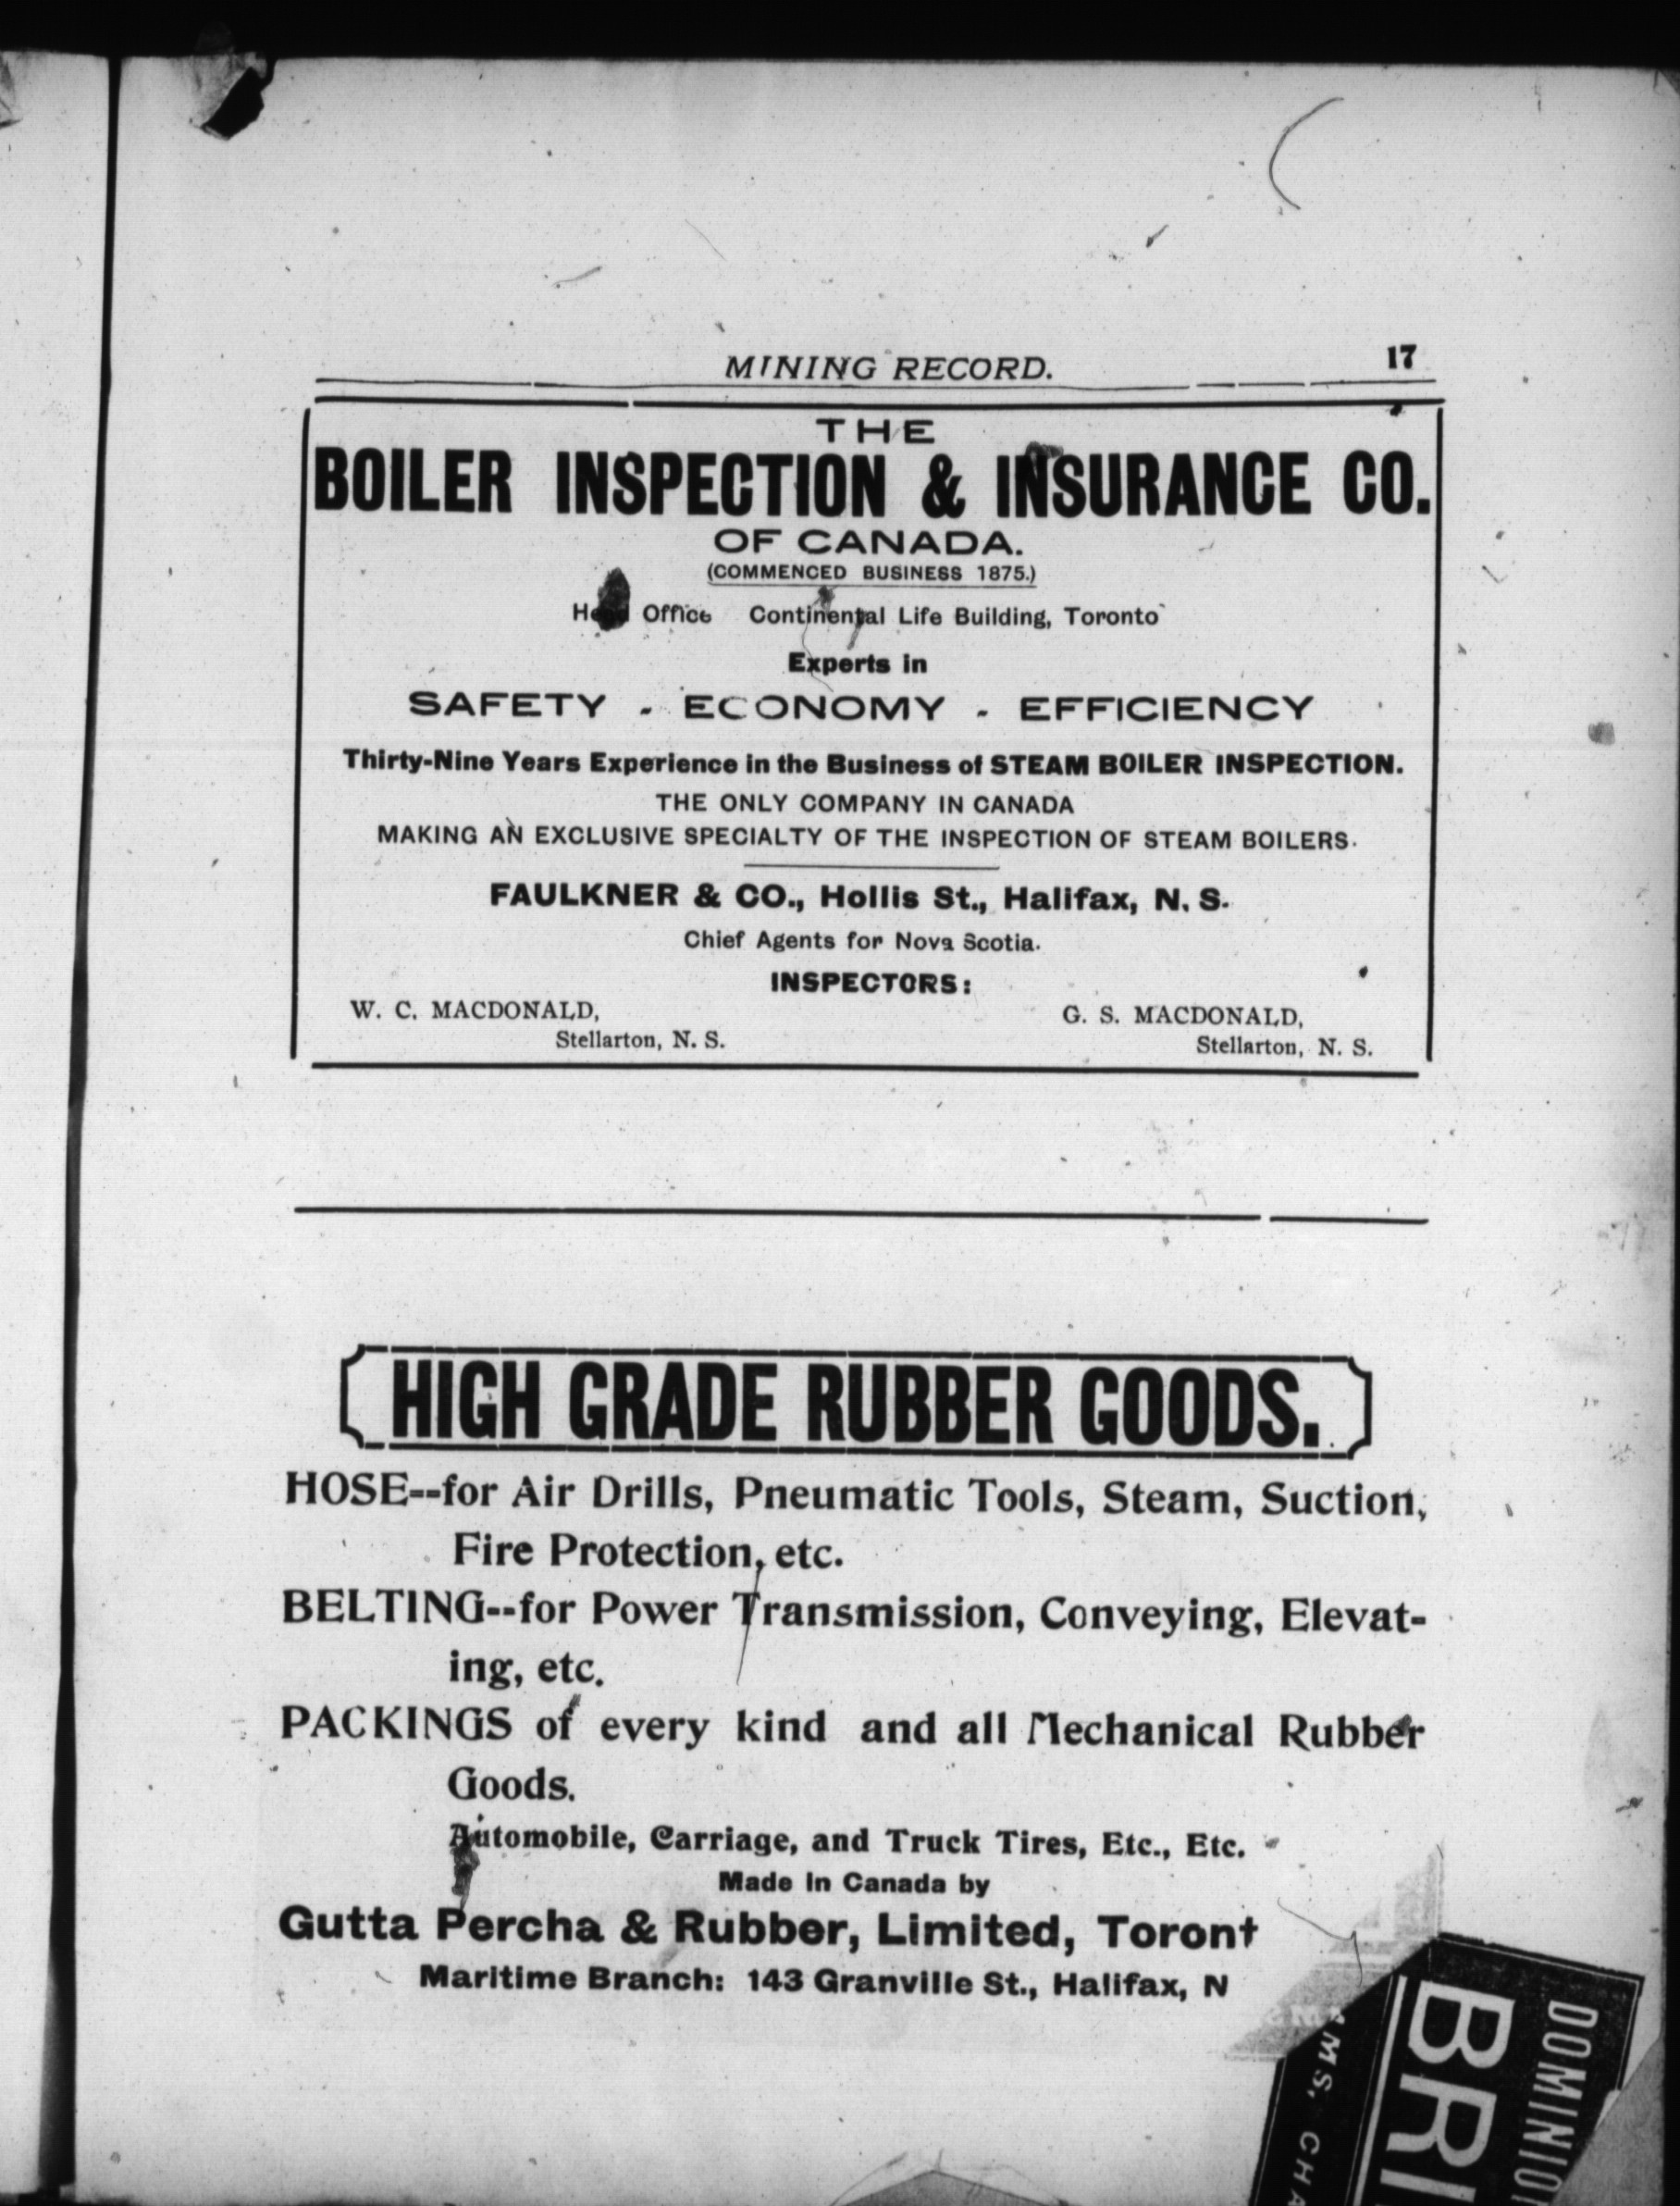 MINING RECORD. 17
THE
BOILER INSPECTION & INSURANCE CO.
OF CANADA.
(COMMENCED BUSINESS 1875.)
Head Office Continental Life Building, Toronto
Experts in
SAFETY - ECONOMY - EFFICIENCY
Thirty-Nine Years Experience in the Business of STEAM BOILER INSPECTION.
THE ONLY COMPANY IN CANADA
MAKING AN EXCLUSIVE SPECIALTY OF THE INSPECTION OF STEAM BOILERS.
FAULKNER & CO., Hollis St., Halifax, N. S.
Chief Agents for Nova Scotia.
INSPECTORS:
W. C. MACDONALD, G. S. MACDONALD,
Stellarton, N. S. Stellarton, N. S.
HIGH GRADE RUBBER GOODS.
HOSE--for Air Drills, Pneumatic Tools, Steam, Suction,
Fire Protection, etc.
BELTING--for Power Transmission, Conveying, Elevat-
ing, etc.
PACKINGS of every kind and all Mechanical Rubber
Goods.
Automobile, Carriage, and Truck Tires, Etc., Etc.
Made in Canada by
Gutta Percha & Rubber, Limited, Toront
Maritime Branch: 143 Granville St., Halifax, N
DOMINIO
BRI
MS, CHA